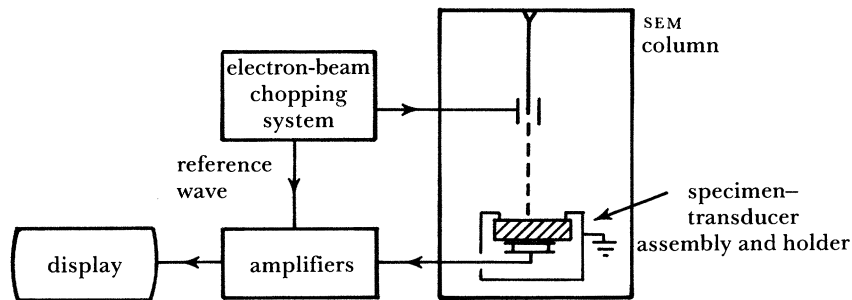 SEM
column
electron-beam
chopping
system
reference
wave
specimen–
transducer
assembly and holder
display
amplifiers